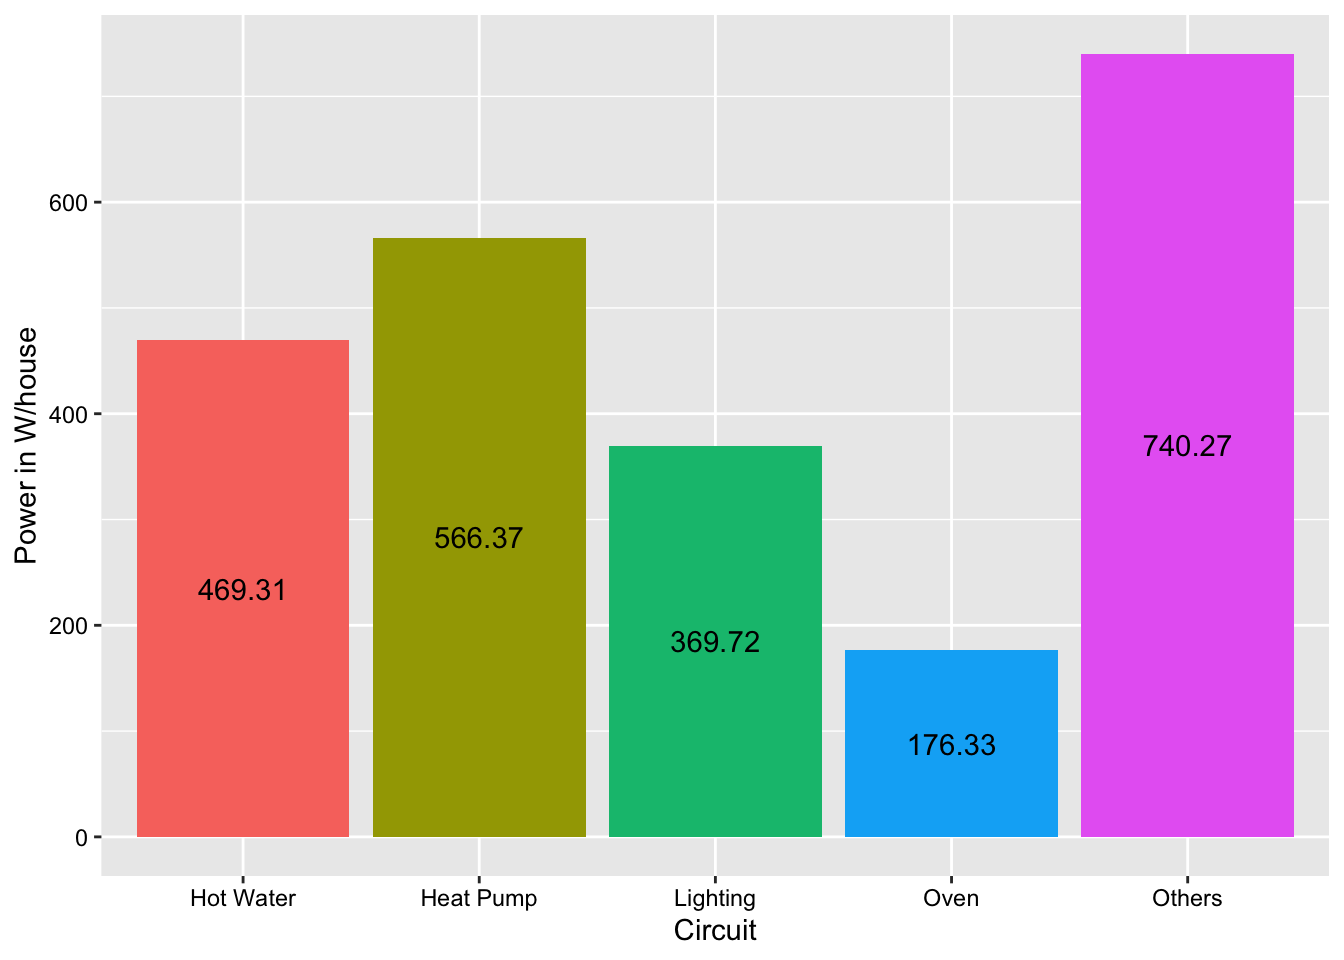 Power in W/house
600
400
200
0
469.31
566.37
369.72
176.33
740.27
Hot Water
Heat Pump
Lighting
Oven
Others
Circuit